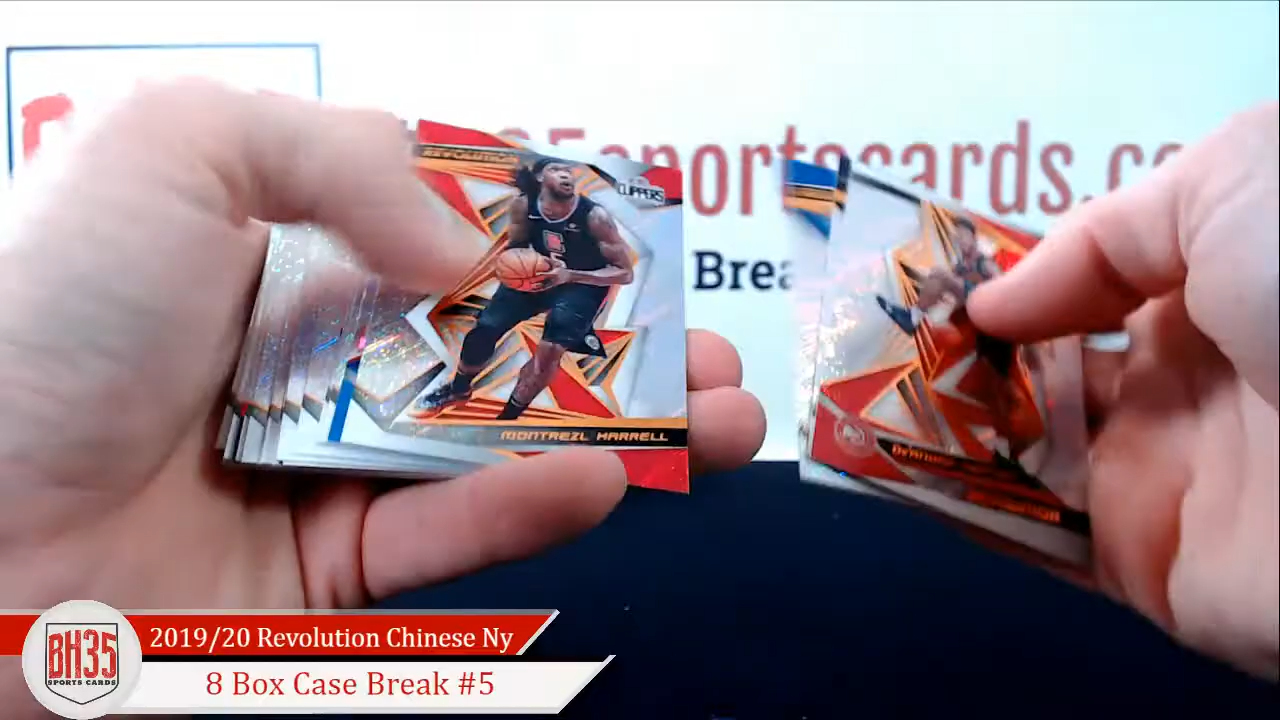 REVOLUTION
CLIPPERS
Brea
MONTREZL HARRELL
BH35
SPORTS CARDS
2019/20 Revolution Chinese Ny
8 Box Case Break #5